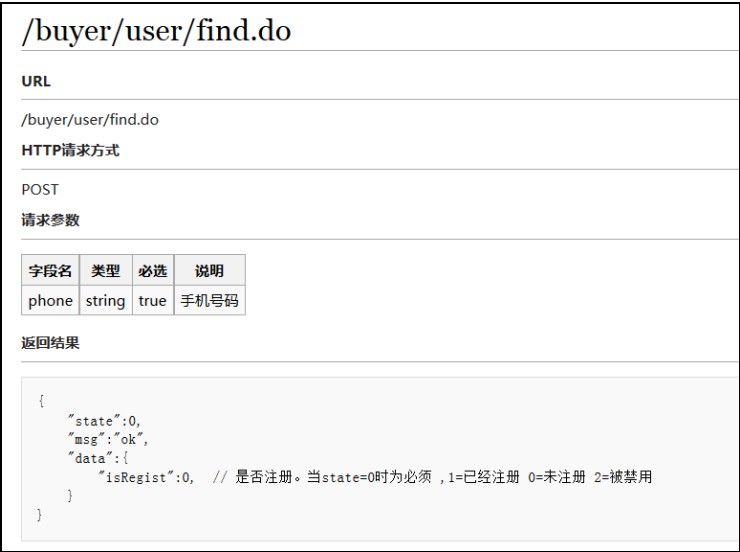 /buyer/user/find.do
URL
/buyer/user/find.do
HTTP请求方式
POST
请求参数
字段名 类型 必选 说明
phone string true 手机号码
返回结果
{
"state":0,
"msg":"ok",
"data":{
"isRegist":0, // 是否注册。当state=0时为必须 ,1=已经注册 0=未注册 2=被禁用
}
}